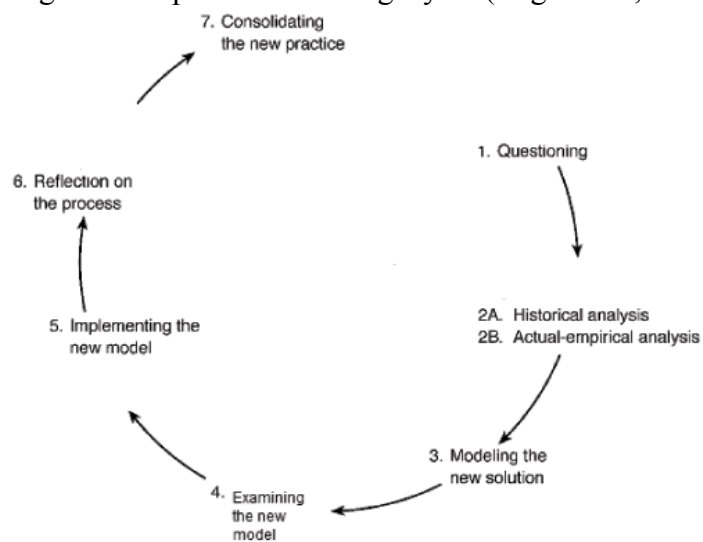 7. Consolidating
the new practice
1. Questioning
6. Reflection on
the process
2A. Historical analysis
2B. Actual-empirical analysis
5. Implementing the
new model
3. Modeling the
new solution
4. Examining
the new
model